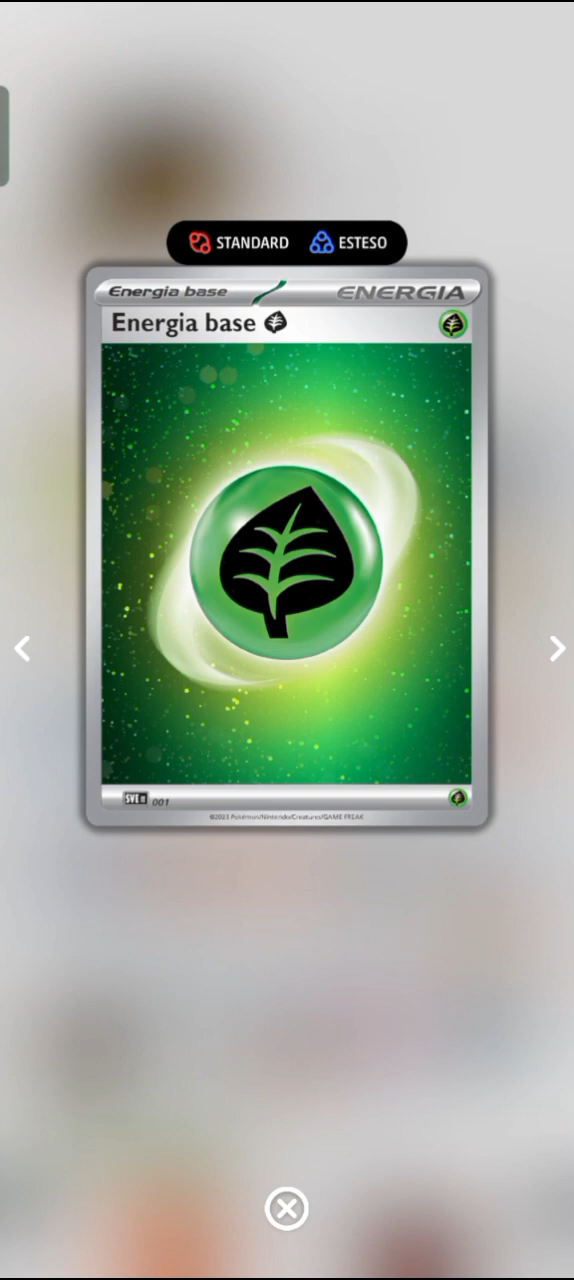 STANDARD ESTESO
Energia base ENERGIA
Energia base
SVE 001
©2023 Pokémon/Nintendo/Creatures/GAME FREAK